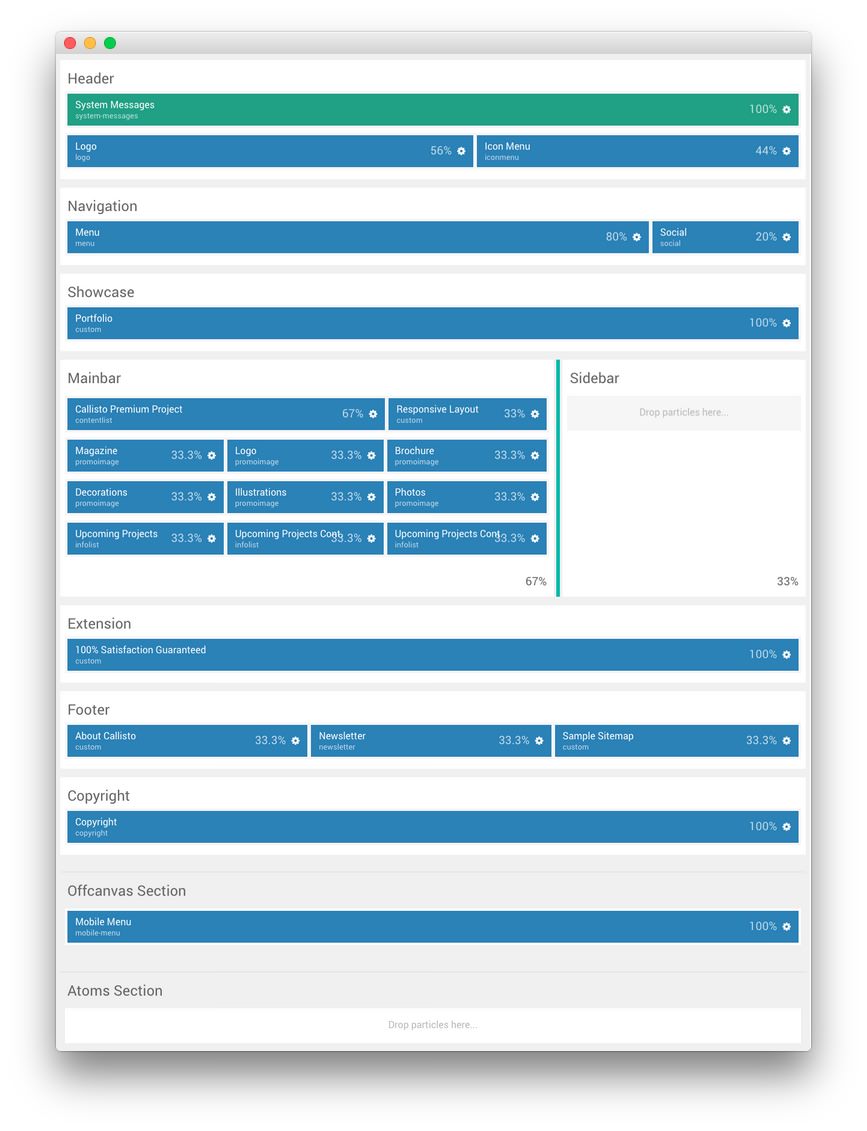 Header
System Messages 100%
system-messages
Logo 56% Icon Menu 44%
logo iconmenu
Navigation
Menu 80% Social 20%
menu social
Showcase
Portfolio 100%
custom
Mainbar Sidebar
Callisto Premium Project 67% Responsive Layout 33% Drop particles here...
contentlist custom
Magazine 33.3% Logo 33.3% Brochure 33.3%
promoimage promoimage promoimage
Decorations 33.3% Illustrations 33.3% Photos 33.3%
promoimage promoimage promoimage
Upcoming Projects 33.3% Upcoming Projects Cont. 33.3% Upcoming Projects Cont 33.3%
infolist infolist infolist
67% 33%
Extension
100% Satisfaction Guaranteed 100%
custom
Footer
About Callisto 33.3% Newsletter 33.3% Sample Sitemap 33.3%
custom newsletter custom
Copyright
Copyright 100%
copyright
Offcanvas Section
Mobile Menu 100%
mobile-menu
Atoms Section
Drop particles here...